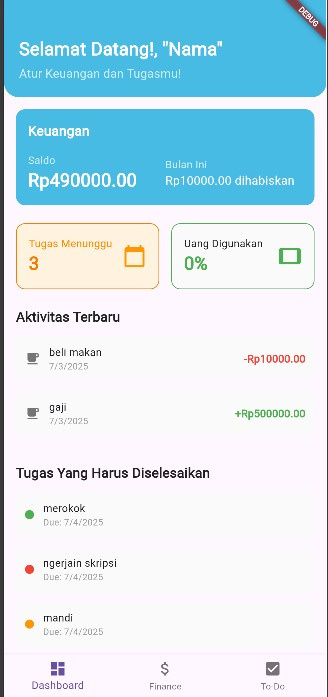 DEBUG
Selamat Datang!, "Nama"
Atur Keuangan dan Tugasmu!
Keuangan
Saldo
Rp490000.00
Bulan Ini
Rp10000.00 dihabiskan
Tugas Menunggu
3
Uang Digunakan
0%
Aktivitas Terbaru
beli makan
7/3/2025
-Rp10000.00
gaji
7/3/2025
+Rp500000.00
Tugas Yang Harus Diselesaikan
merokok
Due: 7/4/2025
ngerjain skripsi
Due: 7/4/2025
mandi
Due: 7/4/2025
Dashboard
Finance
To Do